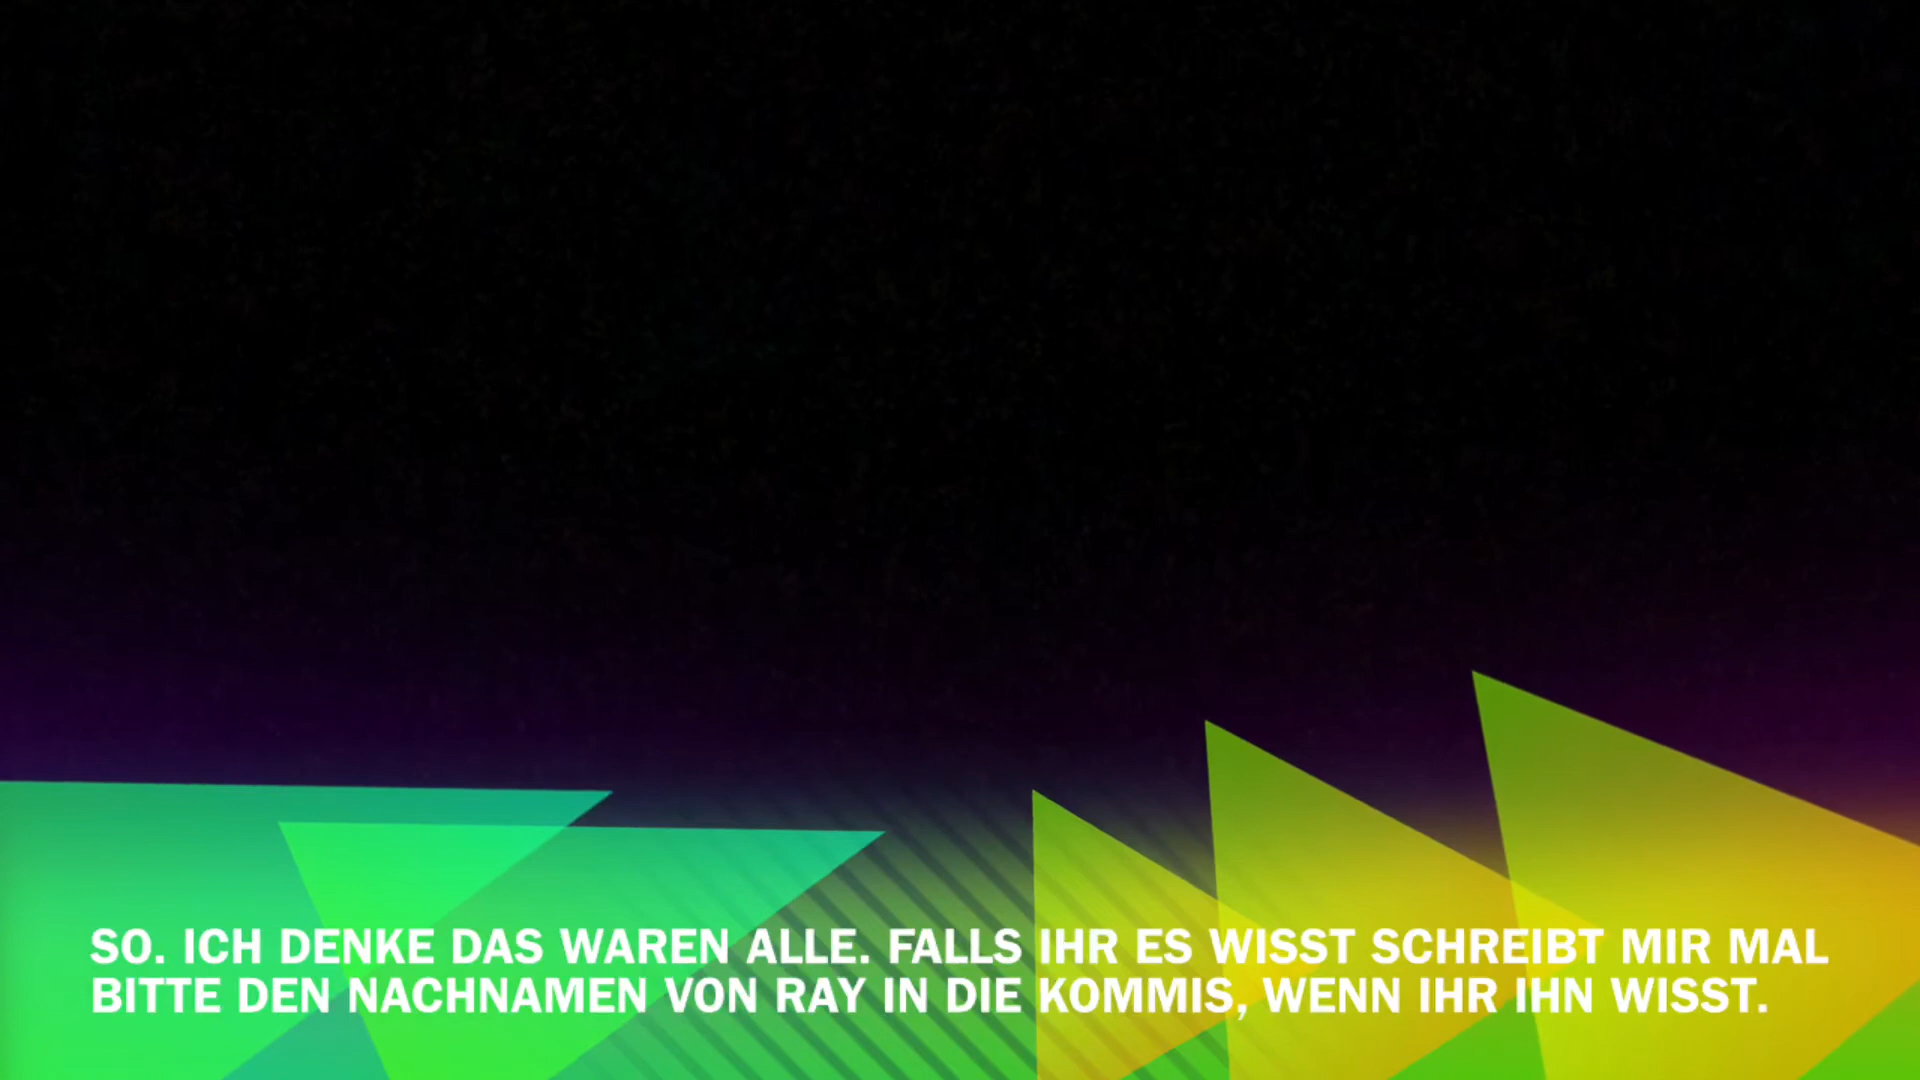 SO. ICH DENKE DAS WAREN ALLE. FALLS IHR ES WISST SCHREIBT MIR MAL
BITTE DEN NACHNAMEN VON RAY IN DIE KOMMIS, WENN IHR IHN WISST.